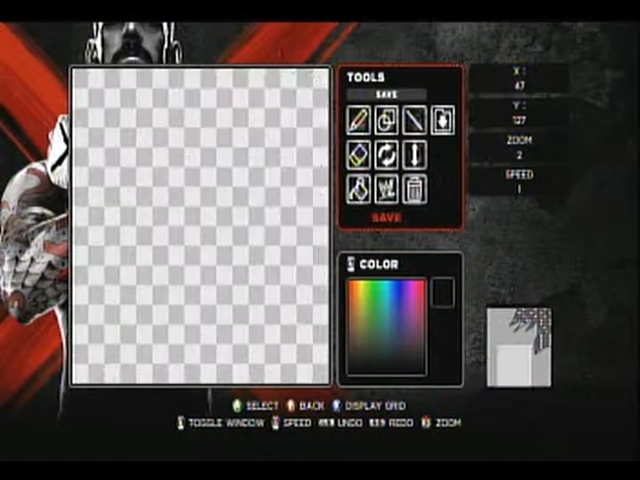 TOOLS
SAVE
SAVE
COLOR
X :
47
Y :
127
ZOOM
2
SPEED
1
A SELECT B BACK X DISPLAY GRID
TOGGLE WINDOW SPEED UNDO REDO ZOOM